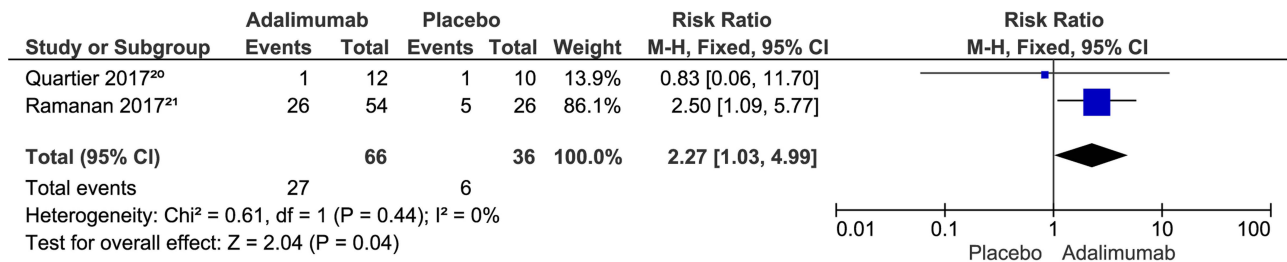 Adalimumab Placebo Risk Ratio Risk Ratio
Study or Subgroup Events Total Events Total Weight M-H, Fixed, 95% CI M-H, Fixed, 95% CI
Quartier 2017²⁰ 1 12 1 10 13.9% 0.83 [0.06, 11.70]
Ramanan 2017²¹ 26 54 5 26 86.1% 2.50 [1.09, 5.77]
Total (95% CI) 66 36 100.0% 2.27 [1.03, 4.99]
Total events 27 6
Heterogeneity: Chi² = 0.61, df = 1 (P = 0.44); I² = 0%
Test for overall effect: Z = 2.04 (P = 0.04)
0.01 0.1 1 10 100
Placebo Adalimumab